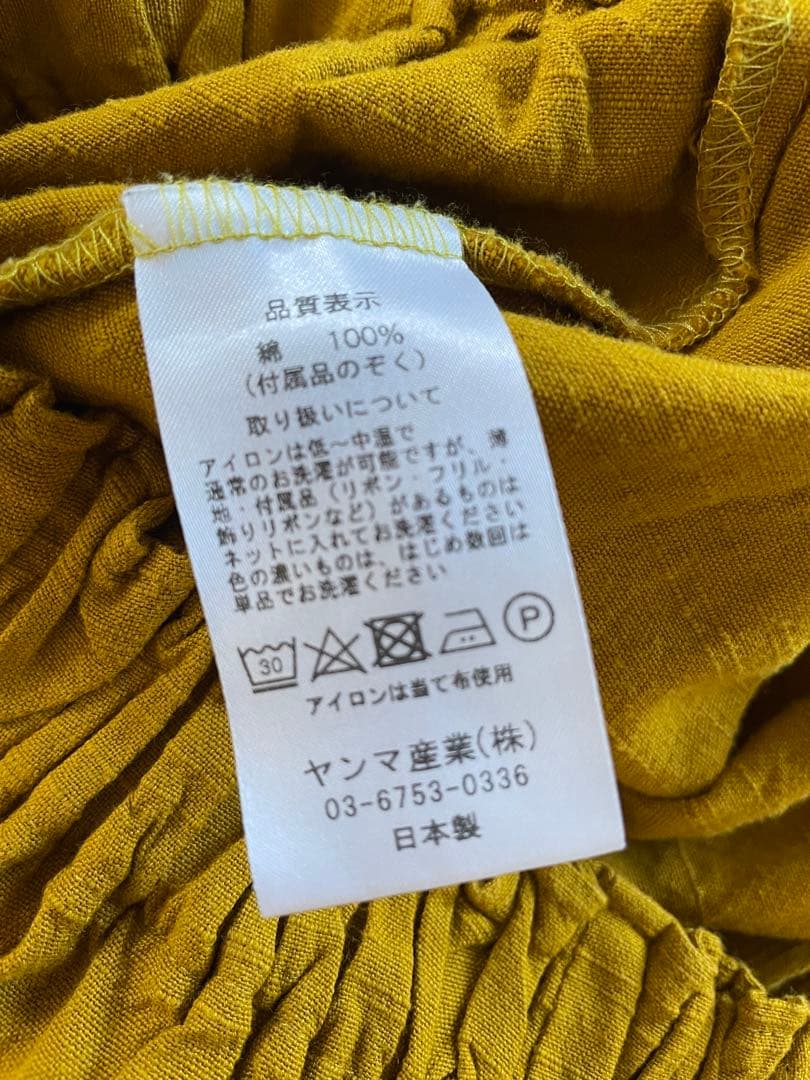 品質表示
綿 100%
(付属品のぞく)
取り扱いについて
アイロンは低〜中温で
通常のお洗濯が可能ですが、薄
地・付属品(リボン・フリル・
飾りリボンなど)があるものは
ネットに入れてお洗濯ください
色の濃いものは、はじめ数回は
単品でお洗濯ください
30 P
アイロンは当て布使用
ヤンマ産業(株)
03-6753-0336
日本製